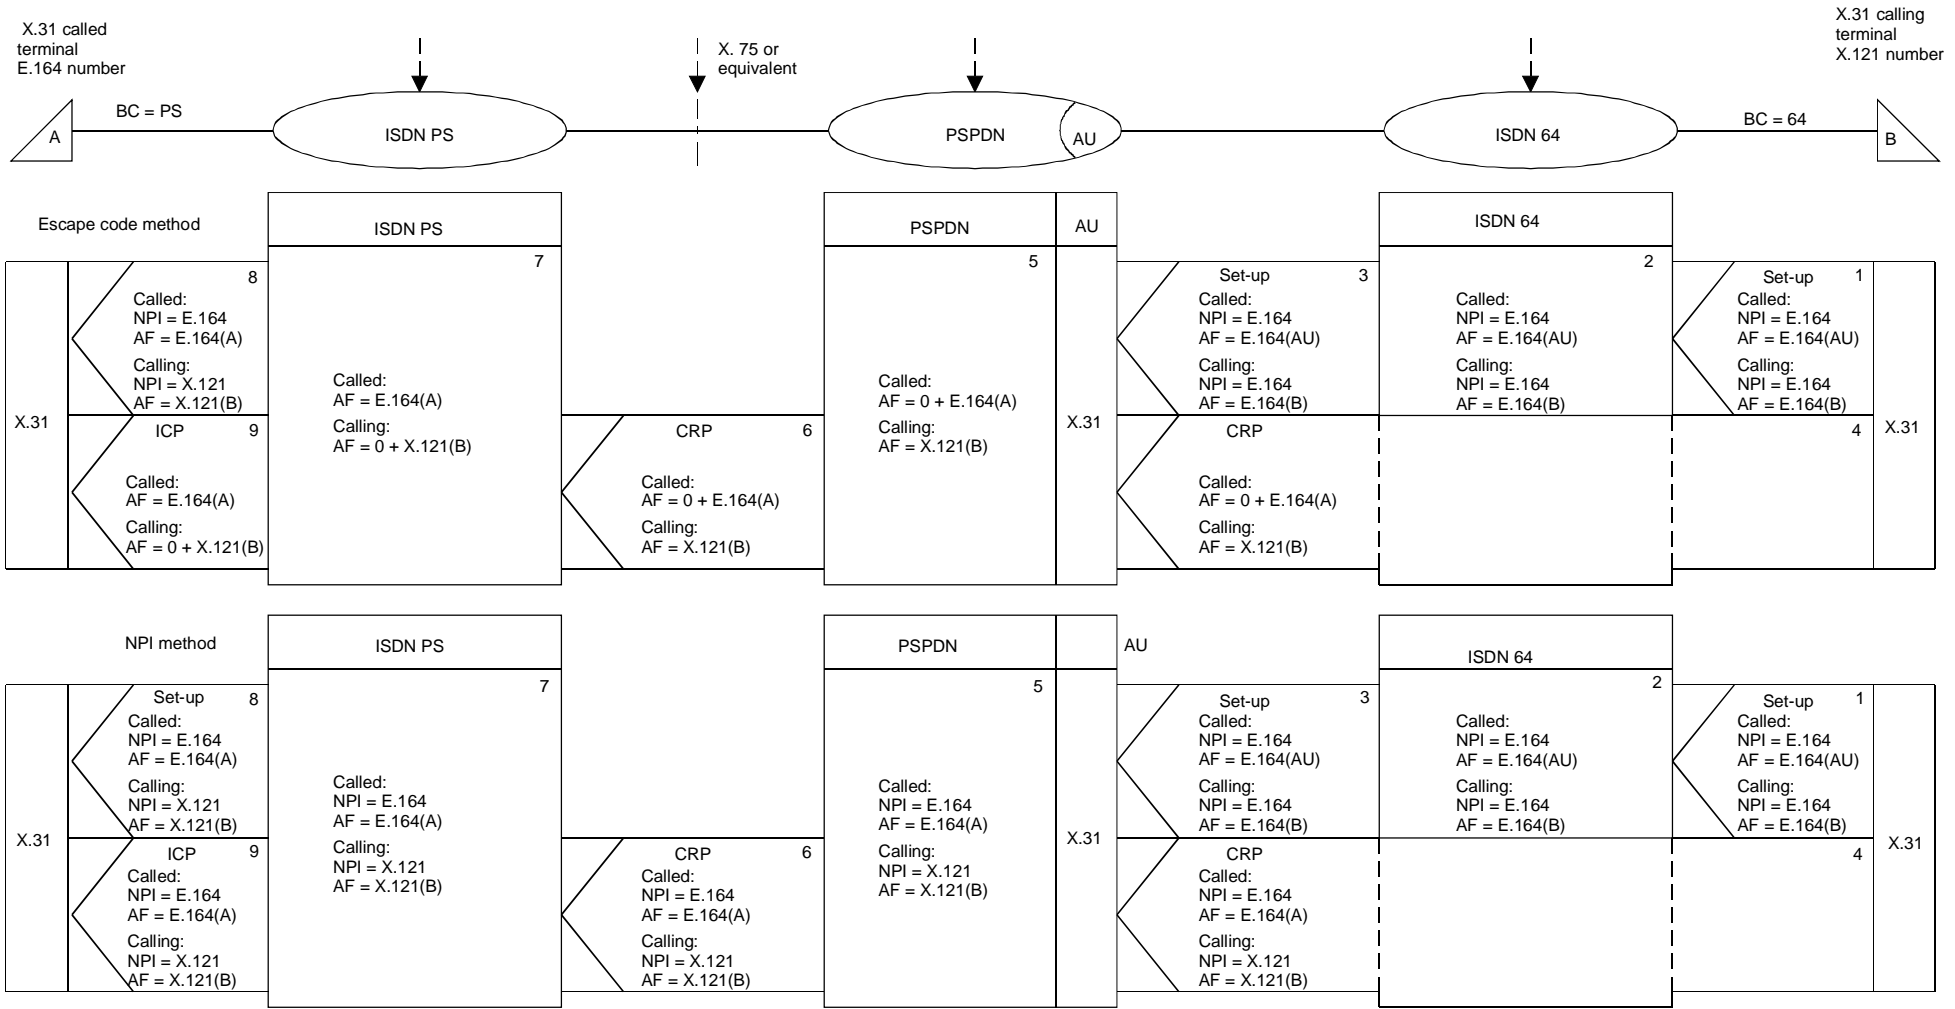 X.31 called
terminal
E.164 number
X. 75 or
equivalent
X.31 calling
terminal
X.121 number
A
BC = PS
ISDN PS
PSPDN
AU
ISDN 64
BC = 64
B
Escape code method
ISDN PS
PSPDN
AU
ISDN 64
X.31
8
Called:
NPI = E.164
AF = E.164(A)
Calling:
NPI = X.121
AF = X.121(B)
ICP
9
Called:
AF = E.164(A)
Calling:
AF = 0 + X.121(B)
7
Called:
AF = E.164(A)
Calling:
AF = 0 + X.121(B)
CRP
6
Called:
AF = 0 + E.164(A)
Calling:
AF = X.121(B)
5
Called:
AF = 0 + E.164(A)
Calling:
AF = X.121(B)
X.31
Set-up
3
Called:
NPI = E.164
AF = E.164(AU)
Calling:
NPI = E.164
AF = E.164(B)
CRP
Called:
AF = 0 + E.164(A)
Calling:
AF = X.121(B)
2
Called:
NPI = E.164
AF = E.164(AU)
Calling:
NPI = E.164
AF = E.164(B)
Set-up
1
Called:
NPI = E.164
AF = E.164(AU)
Calling:
NPI = E.164
AF = E.164(B)
4
X.31
NPI method
ISDN PS
PSPDN
AU
ISDN 64
X.31
Set-up
8
Called:
NPI = E.164
AF = E.164(A)
Calling:
NPI = X.121
AF = X.121(B)
ICP
9
Called:
NPI = E.164
AF = E.164(A)
Calling:
NPI = X.121
AF = X.121(B)
7
Called:
NPI = E.164
AF = E.164(A)
Calling:
NPI = X.121
AF = X.121(B)
CRP
6
Called:
NPI = E.164
AF = E.164(A)
Calling:
NPI = X.121
AF = X.121(B)
5
Called:
NPI = E.164
AF = E.164(A)
Calling:
NPI = X.121
AF = X.121(B)
X.31
Set-up
3
Called:
NPI = E.164
AF = E.164(AU)
Calling:
NPI = E.164
AF = E.164(B)
CRP
Called:
NPI = E.164
AF = E.164(A)
Calling:
NPI = X.121
AF = X.121(B)
2
Called:
NPI = E.164
AF = E.164(AU)
Calling:
NPI = E.164
AF = E.164(B)
Set-up
1
Called:
NPI = E.164
AF = E.164(AU)
Calling:
NPI = E.164
AF = E.164(B)
4
X.31